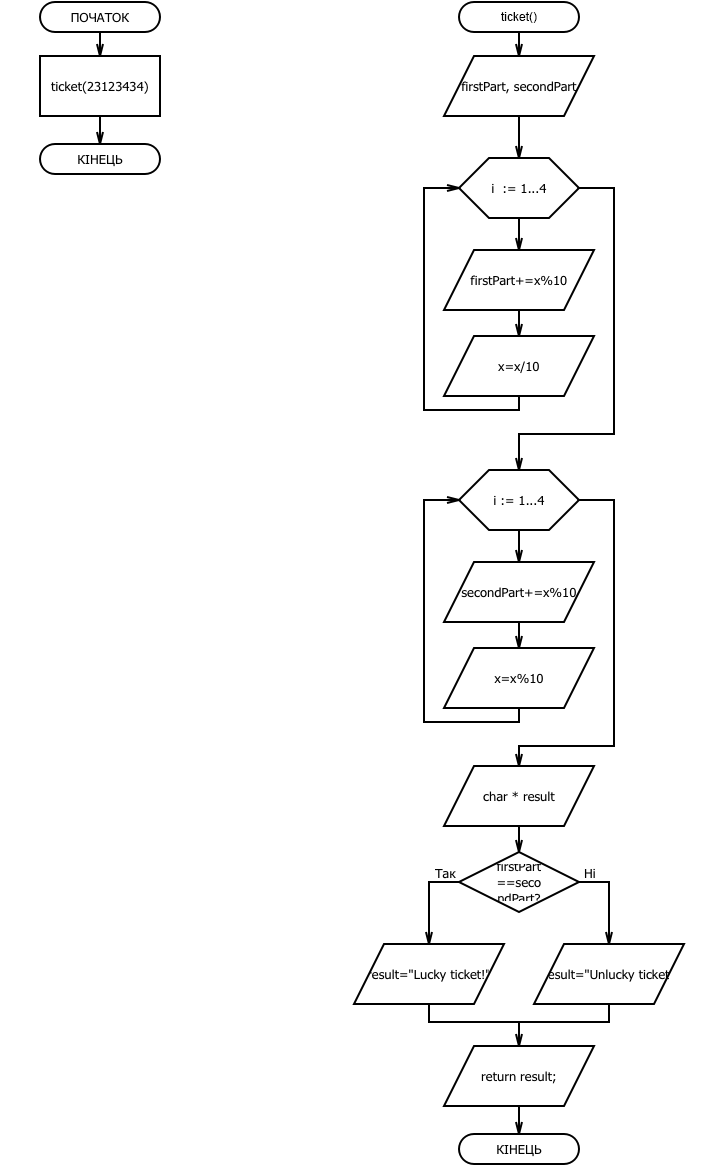 ПОЧАТОК
ticket(23123434)
КІНЕЦЬ
ticket()
firstPart, secondPart
i := 1...4
firstPart+=x%10
x=x/10
i := 1...4
secondPart+=x%10
x=x%10
char * result
firstPart
==seco
ndPart?
Так
Ні
esult="Lucky ticket!"
esult="Unlucky ticket
return result;
КІНЕЦЬ